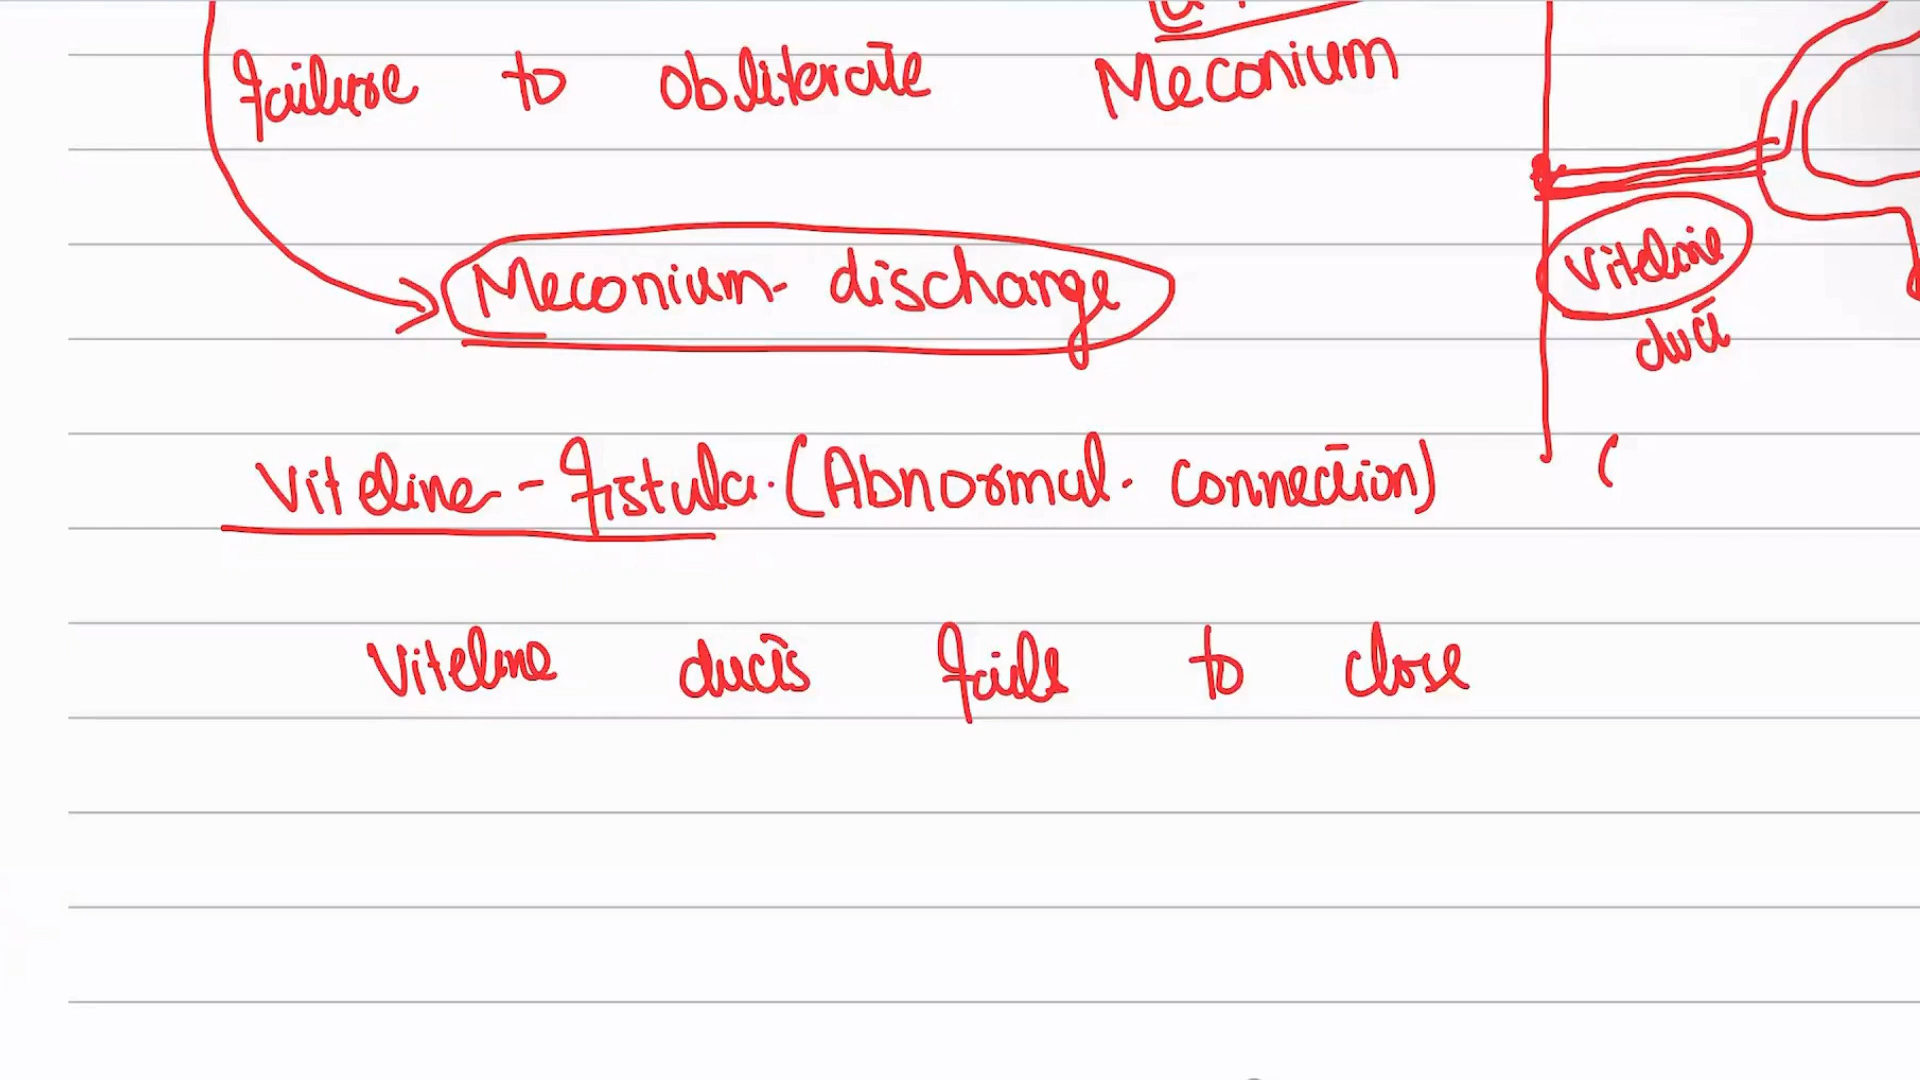 failure to obliterate Meconium
Meconium- discharge
Viteline
duct
Viteline - fistula. (Abnormal. connection) (
Viteline ducts fails to close